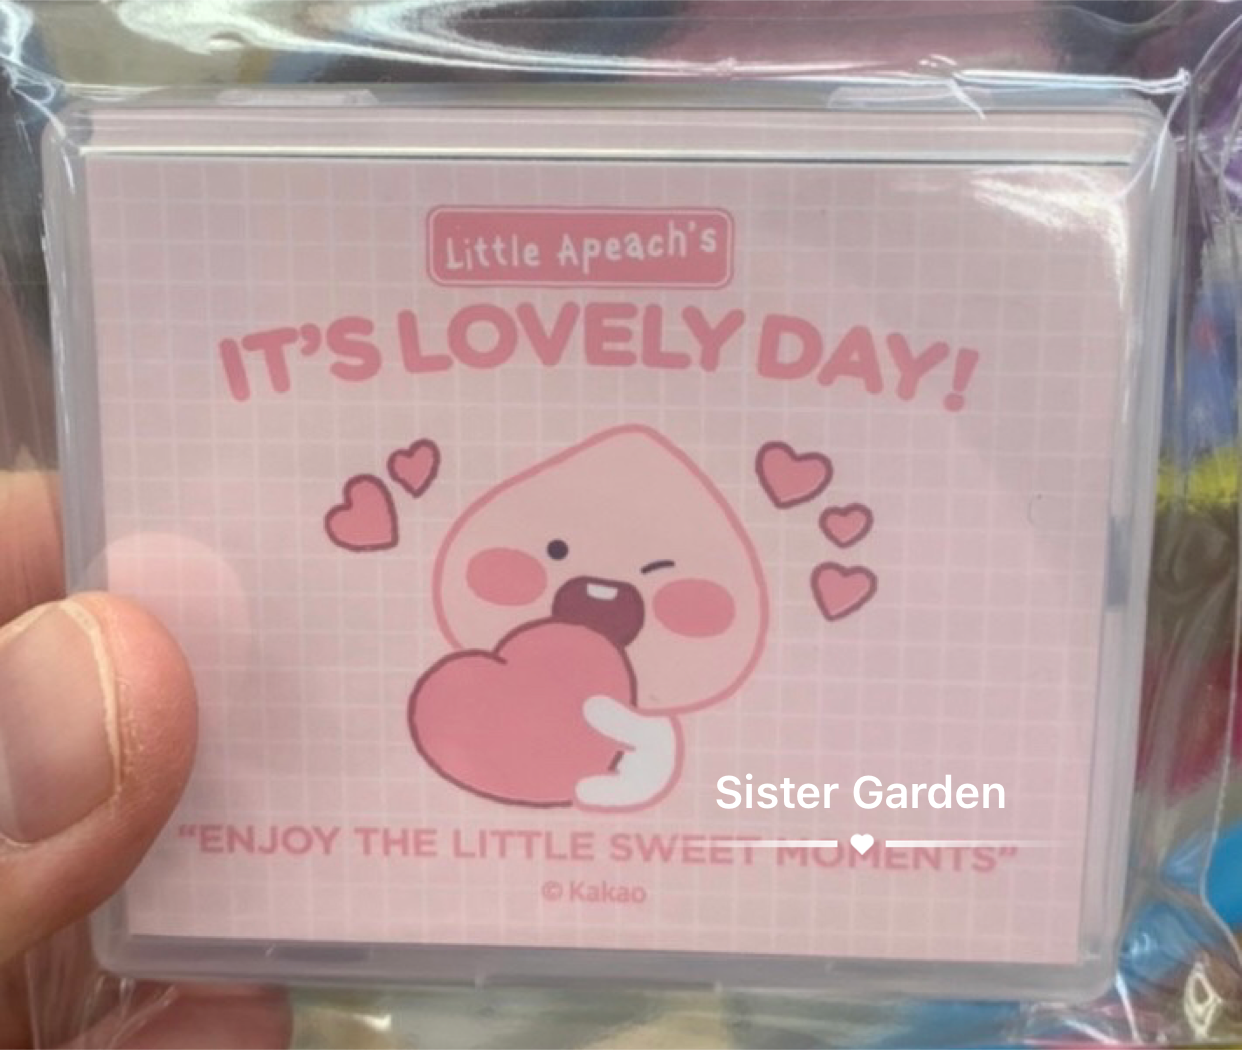 Little Apeach's
IT'S LOVELY DAY!
Sister Garden
“ENJOY THE LITTLE SWEET MOMENTS”
© Kakao